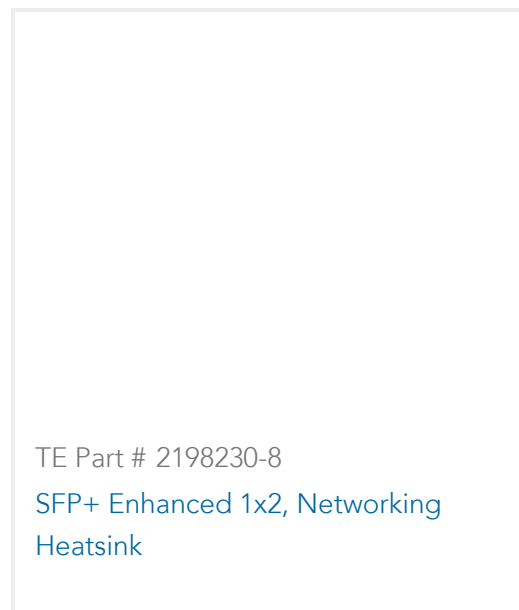 TE Part # 2198230-8
SFP+ Enhanced 1x2, Networking
Heatsink